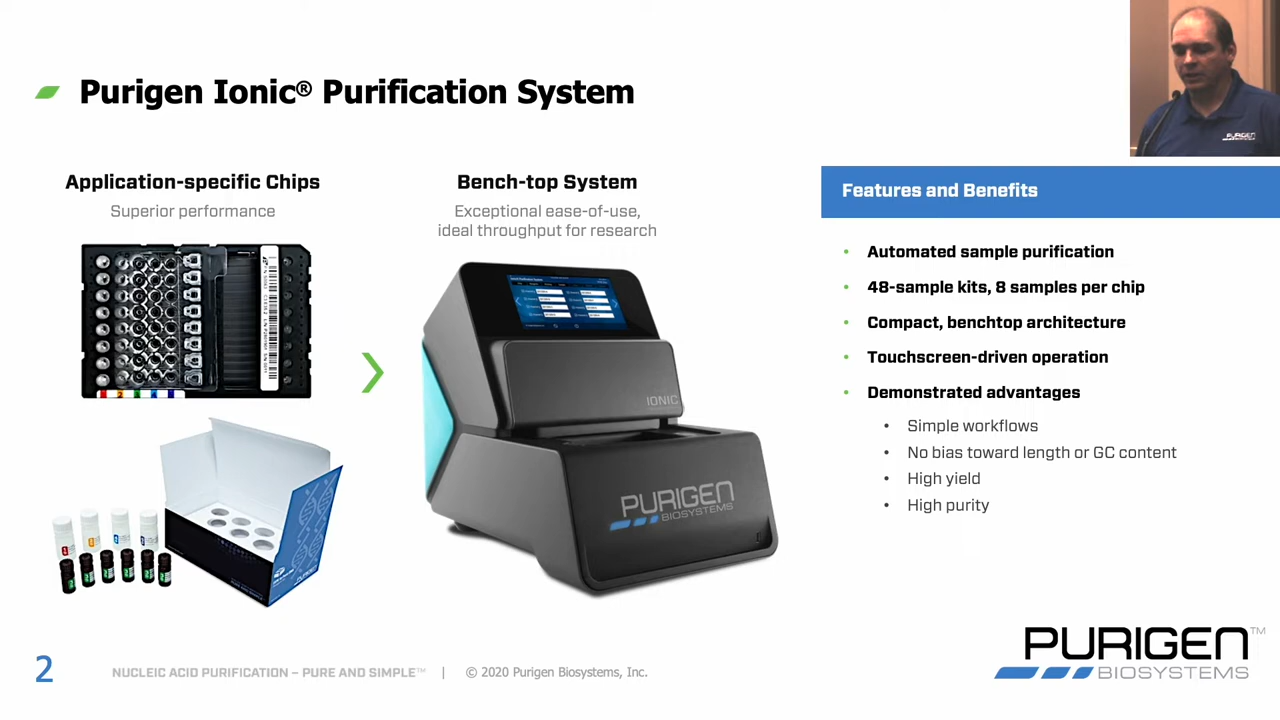 Purigen Ionic® Purification System
Application-specific Chips
Superior performance
Bench-top System
Exceptional ease-of-use,
ideal throughput for research
IONIC
PURIGEN
BIOSYSTEMS
PURIGEN
BIOSYSTEMS
Features and Benefits
• Automated sample purification
• 48-sample kits, 8 samples per chip
• Compact, benchtop architecture
• Touchscreen-driven operation
• Demonstrated advantages
• Simple workflows
• No bias toward length or GC content
• High yield
• High purity
2
NUCLEIC ACID PURIFICATION – PURE AND SIMPLE™ | © 2020 Purigen Biosystems, Inc.
PURIGEN™
BIOSYSTEMS